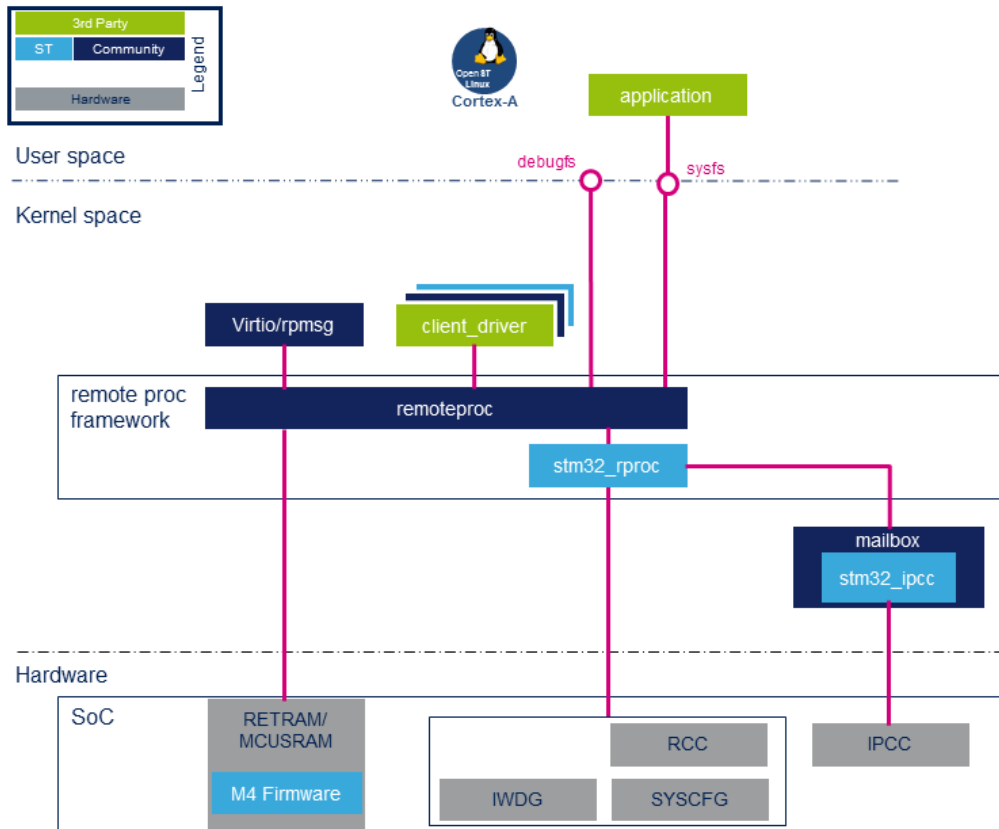 3rd Party
ST
Community
Hardware
Legend
Open ST
Linux
Cortex-A
application
User space
debugfs
sysfs
Kernel space
Virtio/rpmsg
client_driver
remote proc
framework
remoteproc
stm32_rproc
mailbox
stm32_ipcc
Hardware
SoC
RETRAM/
MCUSRAM
M4 Firmware
RCC
IWDG
SYSCFG
IPCC